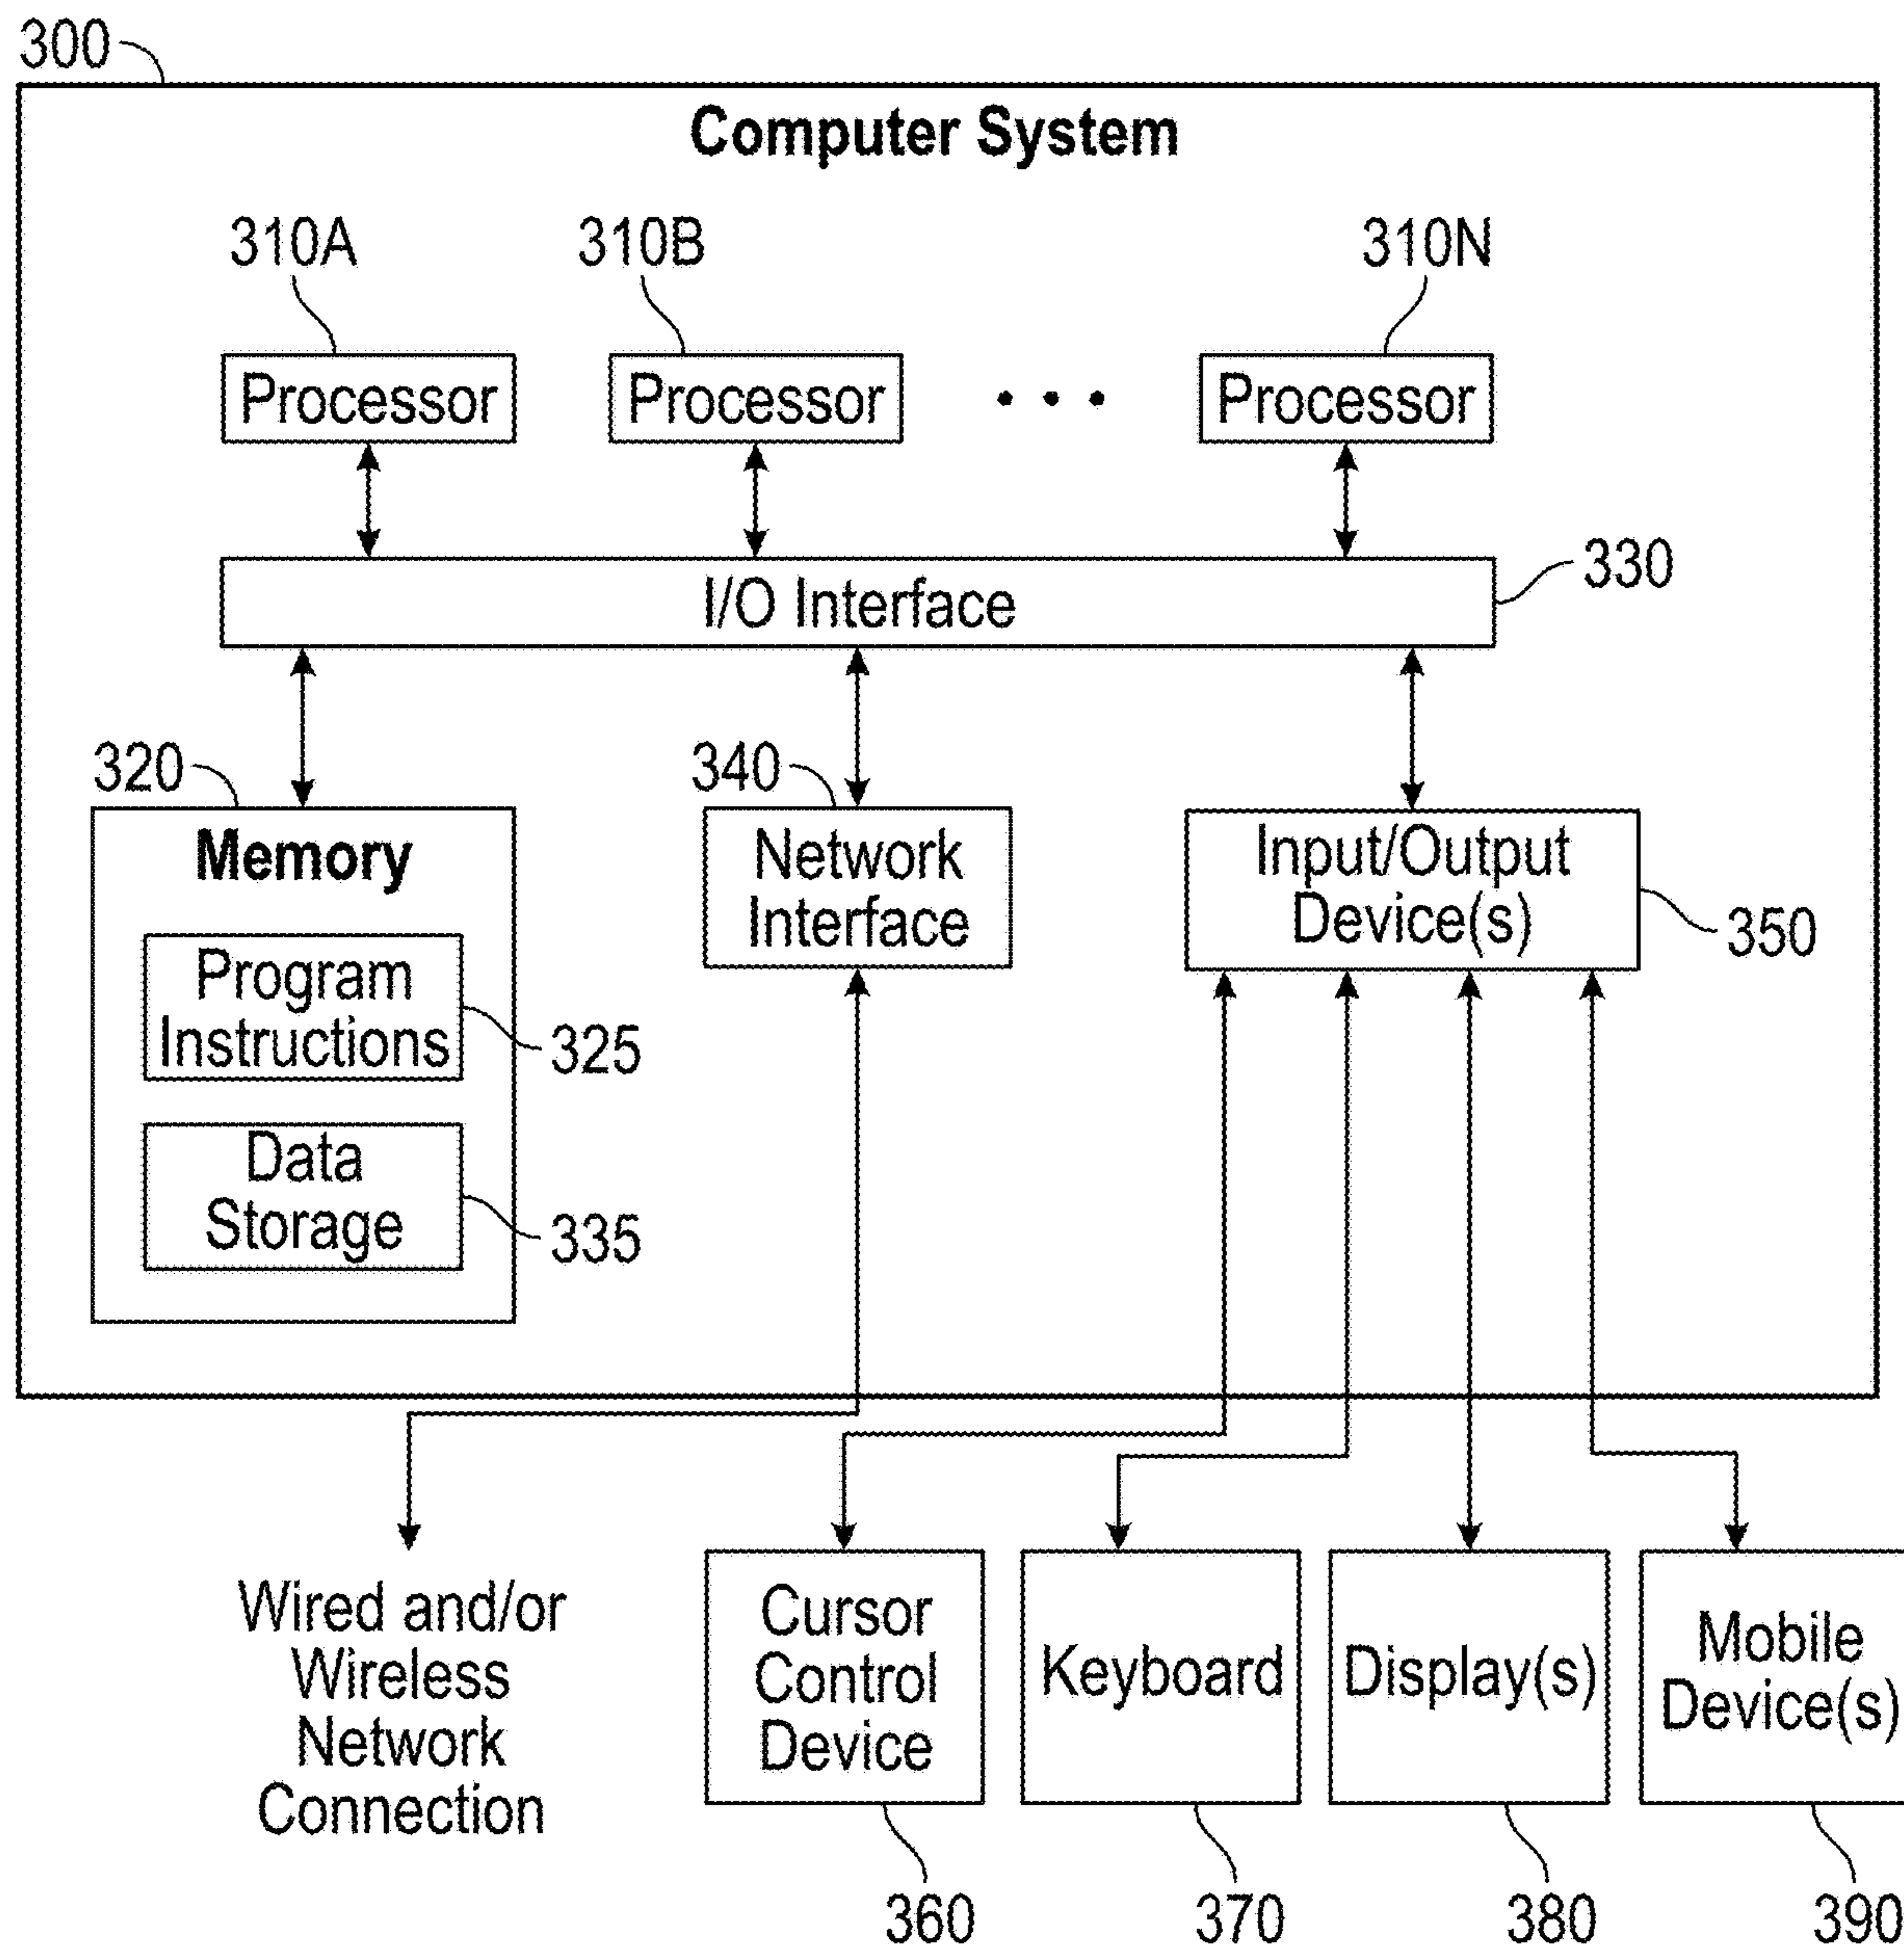 300
Computer System
310A
310B
310N
Processor
Processor
• • •
Processor
I/O Interface
330
320
340
Memory
Network
Interface
Input/Output
Device(s)
350
Program
Instructions
325
Data
Storage
335
Wired and/or
Wireless
Network
Connection
Cursor
Control
Device
Keyboard
Display(s)
Mobile
Device(s)
360
370
380
390